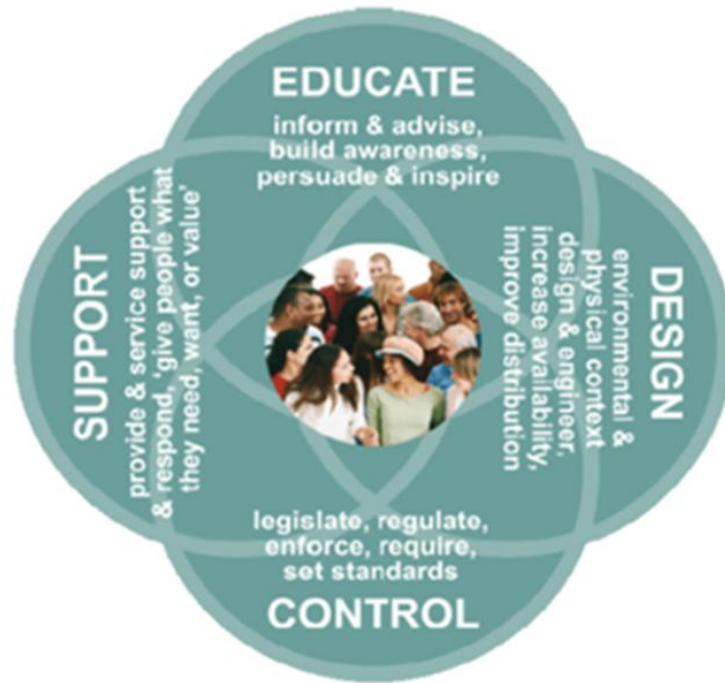 EDUCATE
inform & advise,
build awareness,
persuade & inspire
SUPPORT
provide & service support
& respond, ‘give people what
they need, want, or value’
DESIGN
environmental &
physical context
design & engineer,
increase availability,
improve distribution
legislate, regulate,
enforce, require,
set standards
CONTROL